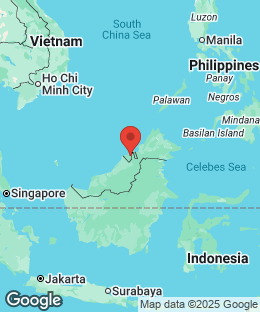 Luzon
South
China Sea
Vietnam
Manila
Philippines
Panay
Ho Chi
Minh City
Negros
Palawan
Mindana
Basilan Island
Celebes Sea
Singapore
Indonesia
Jakarta
Surabaya
Google
Map data ©2025 Google